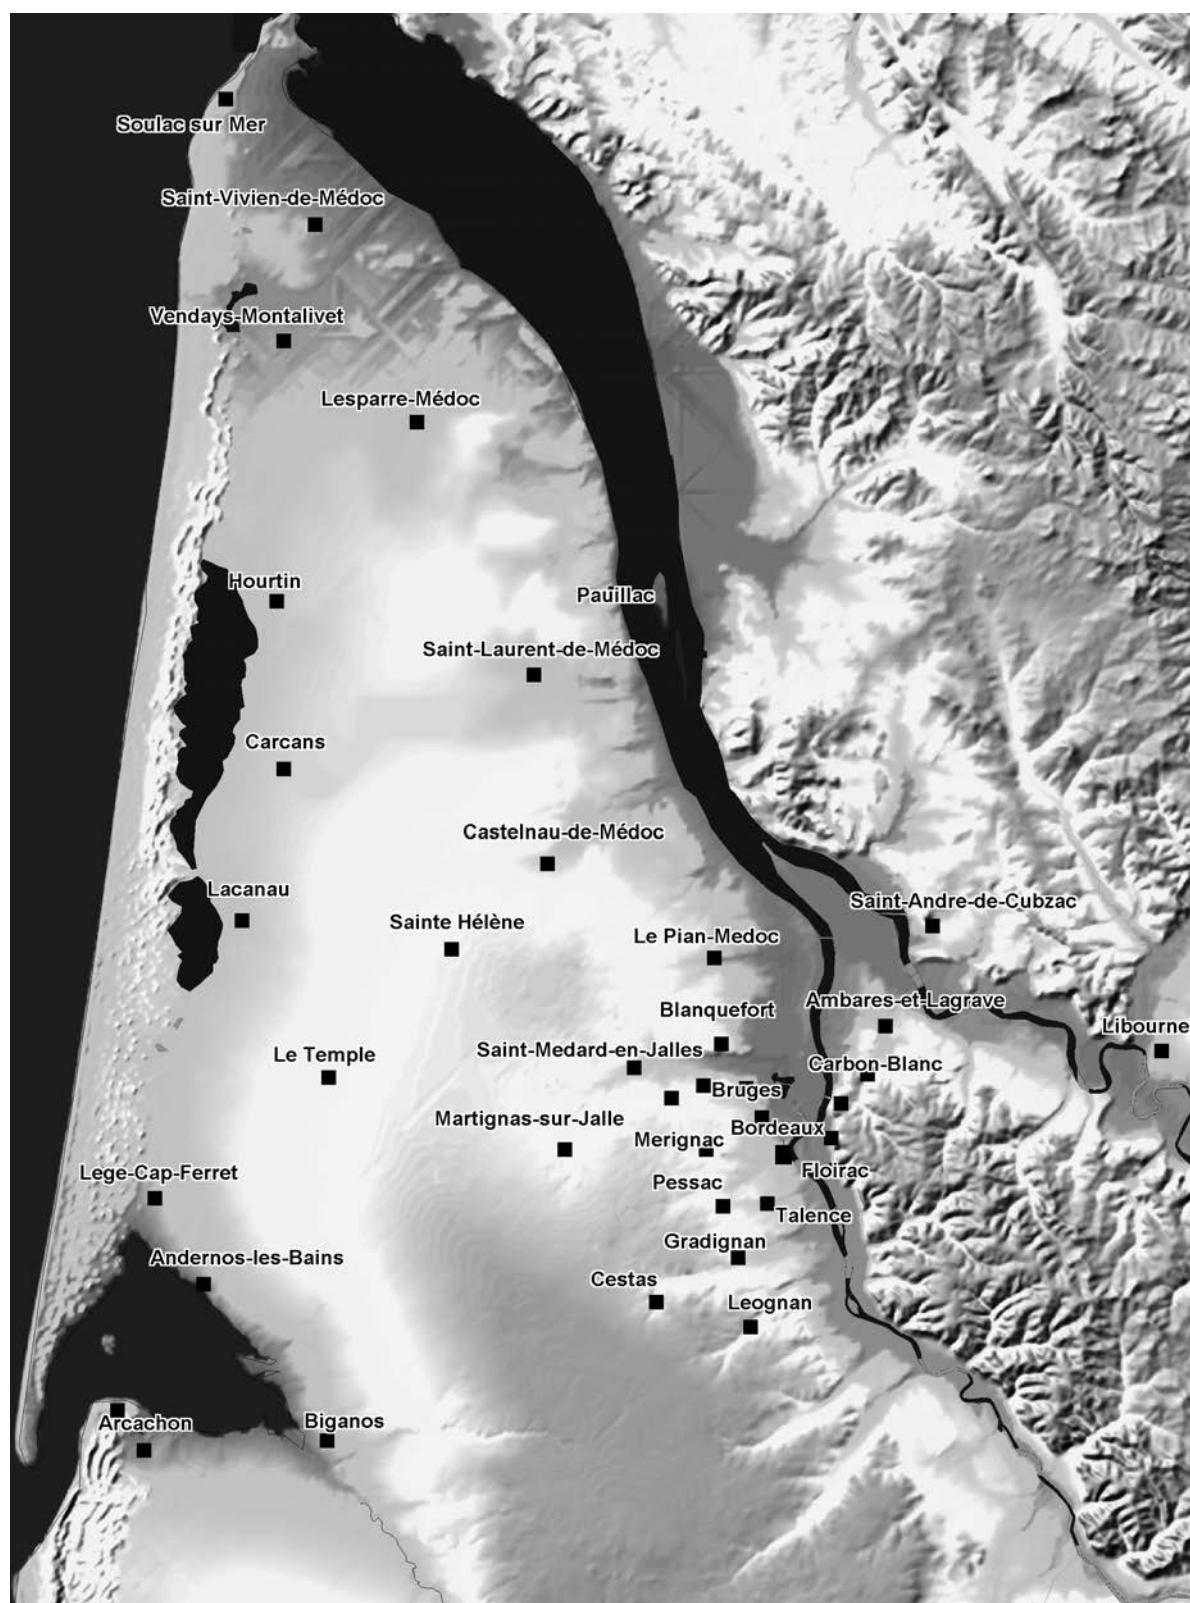 Soulac sur Mer
Saint-Vivien-de-Médoc
Vendays-Montalivet
Lesparre-Médoc
Hourtin
Pauillac
Saint-Laurent-de-Médoc
Carcans
Castelnau-de-Médoc
Lacanau
Saint-Andre-de-Cubzac
Sainte Hélène
Le Pian-Medoc
Ambares-et-Lagrave
Blanquefort
Libourne
Saint-Medard-en-Jalles
Le Temple
Carbon-Blanc
Bruges
Martignas-sur-Jalle
Bordeaux
Merignac
Lege-Cap-Ferret
Floirac
Pessac
Talence
Gradignan
Andernos-les-Bains
Cestas
Leognan
Arcachon
Biganos